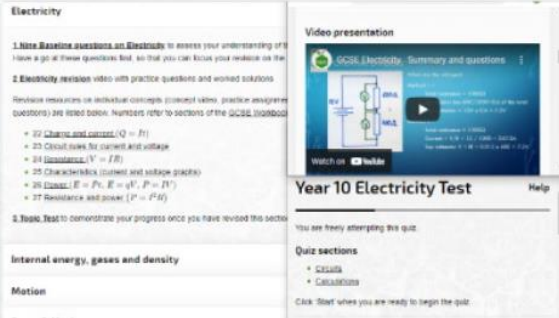 Electricity
1 Nine Baseline questions on Electricity to assess your understanding of t
Have a go at these questions first, so that you can focus your revision on the
2 Electricity revision video with practice questions and worked solutions
Revision resources on individual concepts (concept video, practice assignme
questions) are listed below. Numbers refer to sections of the GCSE Workboo
22 Charge and current (Q = It)
23 Circuit rules for current and voltage
24 Resistance (V = IR)
25 Characteristics (current and voltage graphs)
26 Power (E = Pt, E = qV, P = IV)
27 Resistance and power (P = I²R)
3 Topic Test to demonstrate your progress once you have revised this sectio
Internal energy, gases and density
Motion
Video presentation
GCSE Electricity - Summary and questions
Watch on YouTube
Year 10 Electricity Test
Help
You are freely attempting this quiz.
Quiz sections
Circuits
Calculations
Click 'Start' when you are ready to begin the quiz.